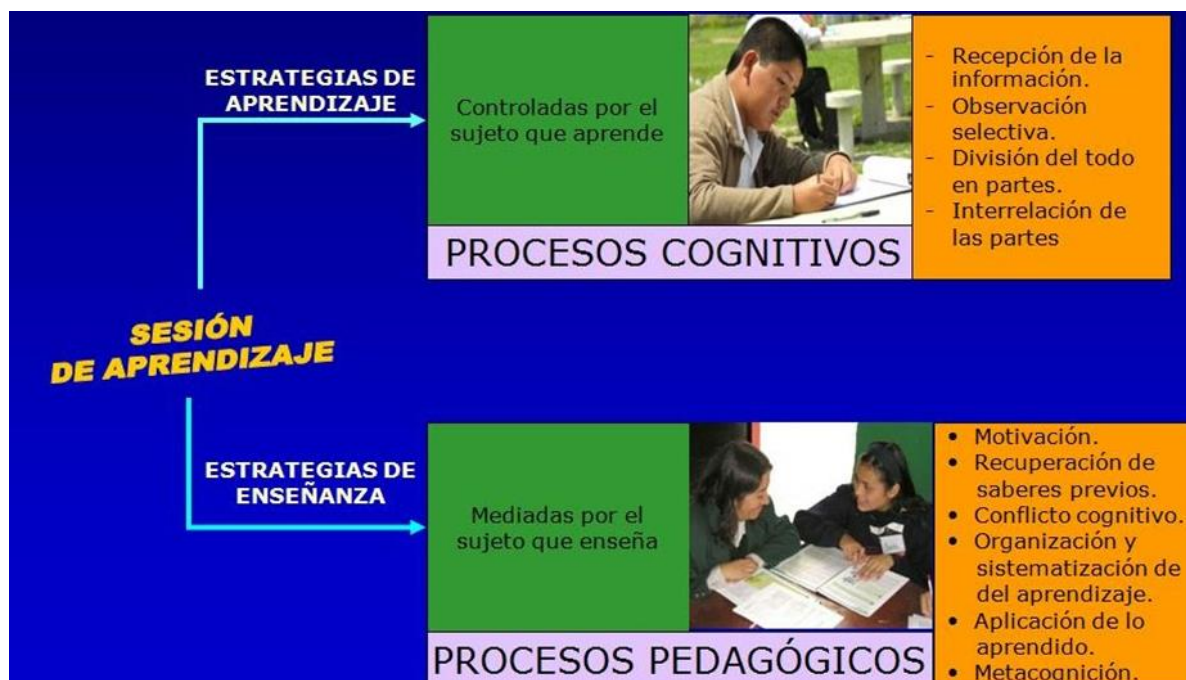 ESTRATEGIAS DE
APRENDIZAJE
Controladas por el
sujeto que aprende
PROCESOS COGNITIVOS
- Recepción de la
información.
- Observación
selectiva.
- División del todo
en partes.
- Interrelación de
las partes
SESIÓN
DE APRENDIZAJE
ESTRATEGIAS DE
ENSEÑANZA
Mediadas por el
sujeto que enseña
PROCESOS PEDAGÓGICOS
• Motivación.
• Recuperación de
saberes previos.
• Conflicto cognitivo.
• Organización y
sistematización de
del aprendizaje.
• Aplicación de lo
aprendido.
• Metacognición.